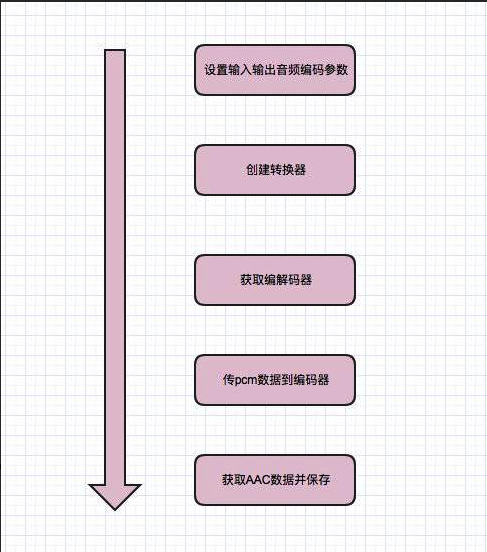 设置输入输出音频编码参数
创建转换器
获取编解码器
传pcm数据到编码器
获取AAC数据并保存